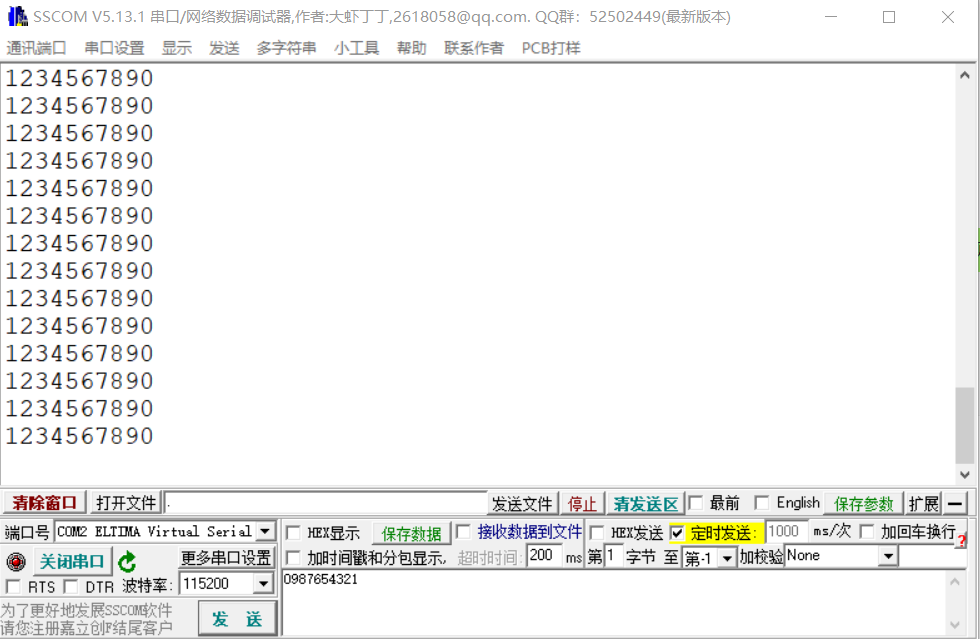 SSCOM V5.13.1 串口/网络数据调试器,作者:大虾丁丁,2618058@qq.com. QQ群: 52502449(最新版本)
通讯端口 串口设置 显示 发送 多字符串 小工具 帮助 联系作者 PCB打样
1234567890
1234567890
1234567890
1234567890
1234567890
1234567890
1234567890
1234567890
1234567890
1234567890
1234567890
1234567890
1234567890
1234567890
清除窗口 打开文件 . 发送文件 停止 清发送区 最前 English 保存参数 扩展 —
端口号 COM2 ELTIMA Virtual Serial HEX显示 保存数据 接收数据到文件 HEX发送 定时发送: 1000 ms/次 加回车换行 ?
关闭串口 更多串口设置 加时间戳和分包显示, 超时时间: 200 ms 第 1 字节 至 第-1 加校验 None
RTS DTR 波特率: 115200 0987654321
为了更好地发展SSCOM软件
请您注册嘉立创F结尾客户
发 送